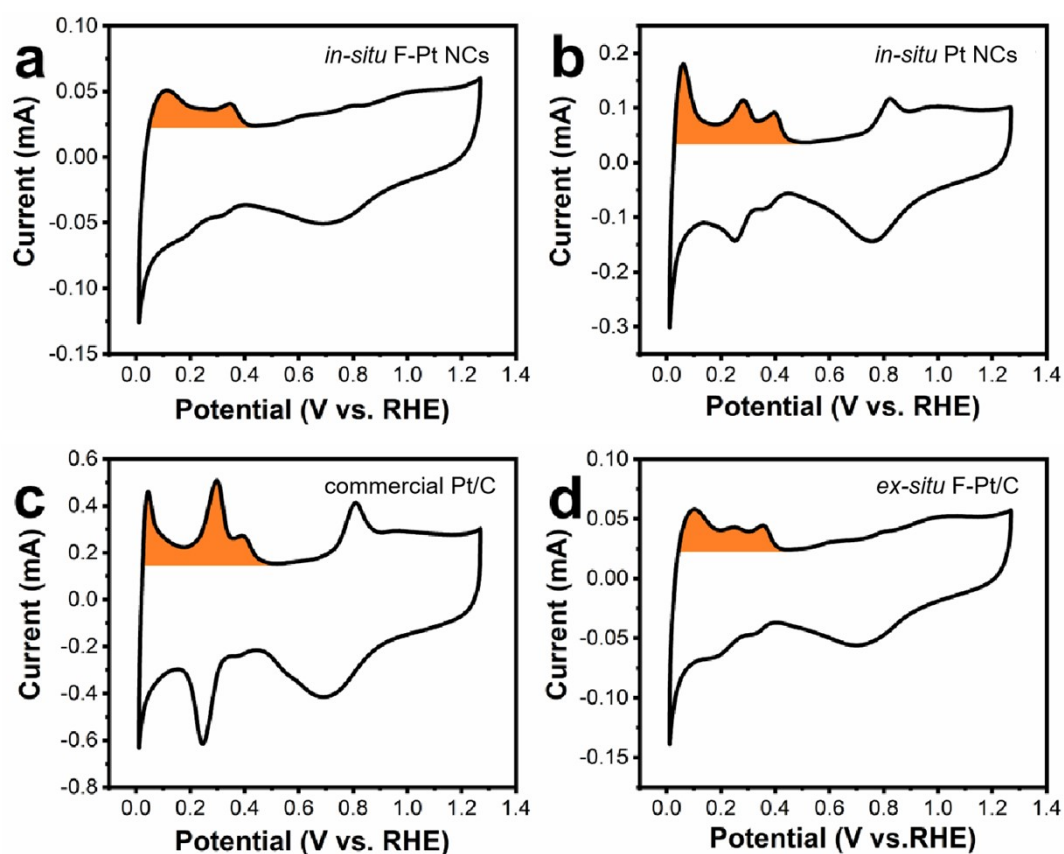 a
in-situ F-Pt NCs
0.10
0.05
0.00
-0.05
-0.10
-0.15
Current (mA)
0.0 0.2 0.4 0.6 0.8 1.0 1.2 1.4
Potential (V vs. RHE)
b
in-situ Pt NCs
0.2
0.1
0.0
-0.1
-0.2
-0.3
Current (mA)
0.0 0.2 0.4 0.6 0.8 1.0 1.2 1.4
Potential (V vs. RHE)
c
commercial Pt/C
0.6
0.4
0.2
0.0
-0.2
-0.4
-0.6
-0.8
Current (mA)
0.0 0.2 0.4 0.6 0.8 1.0 1.2 1.4
Potential (V vs. RHE)
d
ex-situ F-Pt/C
0.10
0.05
0.00
-0.05
-0.10
-0.15
Current (mA)
0.0 0.2 0.4 0.6 0.8 1.0 1.2 1.4
Potential (V vs.RHE)